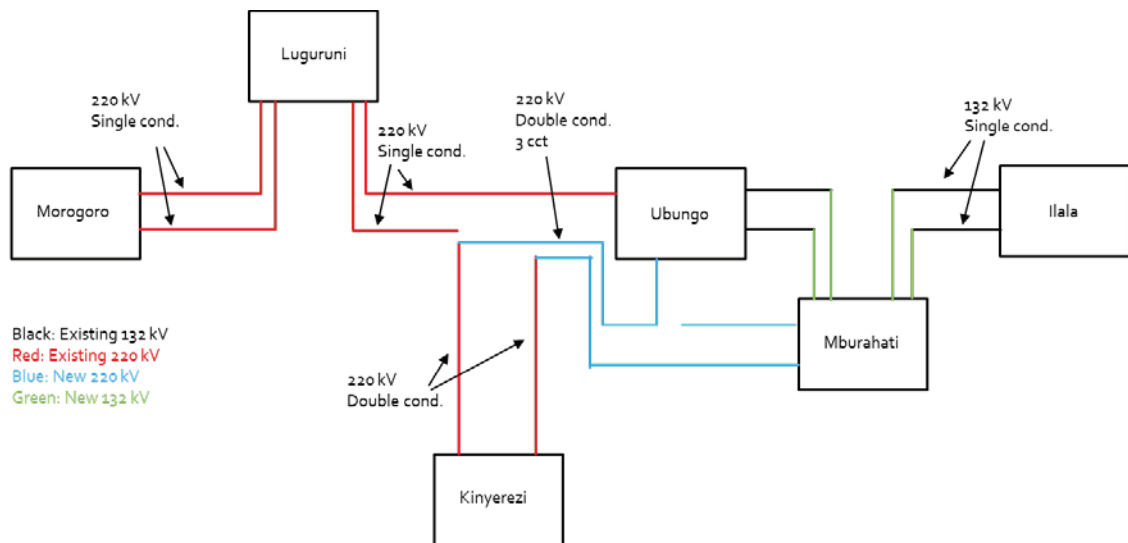 Luguruni
220 kV
Single cond.
220 kV
Double cond.
3 cct
132 kV
Single cond.
220 kV
Single cond.
Morogoro
Ubungo
Ilala
Mburahati
Black: Existing 132 kV
Red: Existing 220 kV
Blue: New 220 kV
Green: New 132 kV
220 kV
Double cond.
Kinyerezi